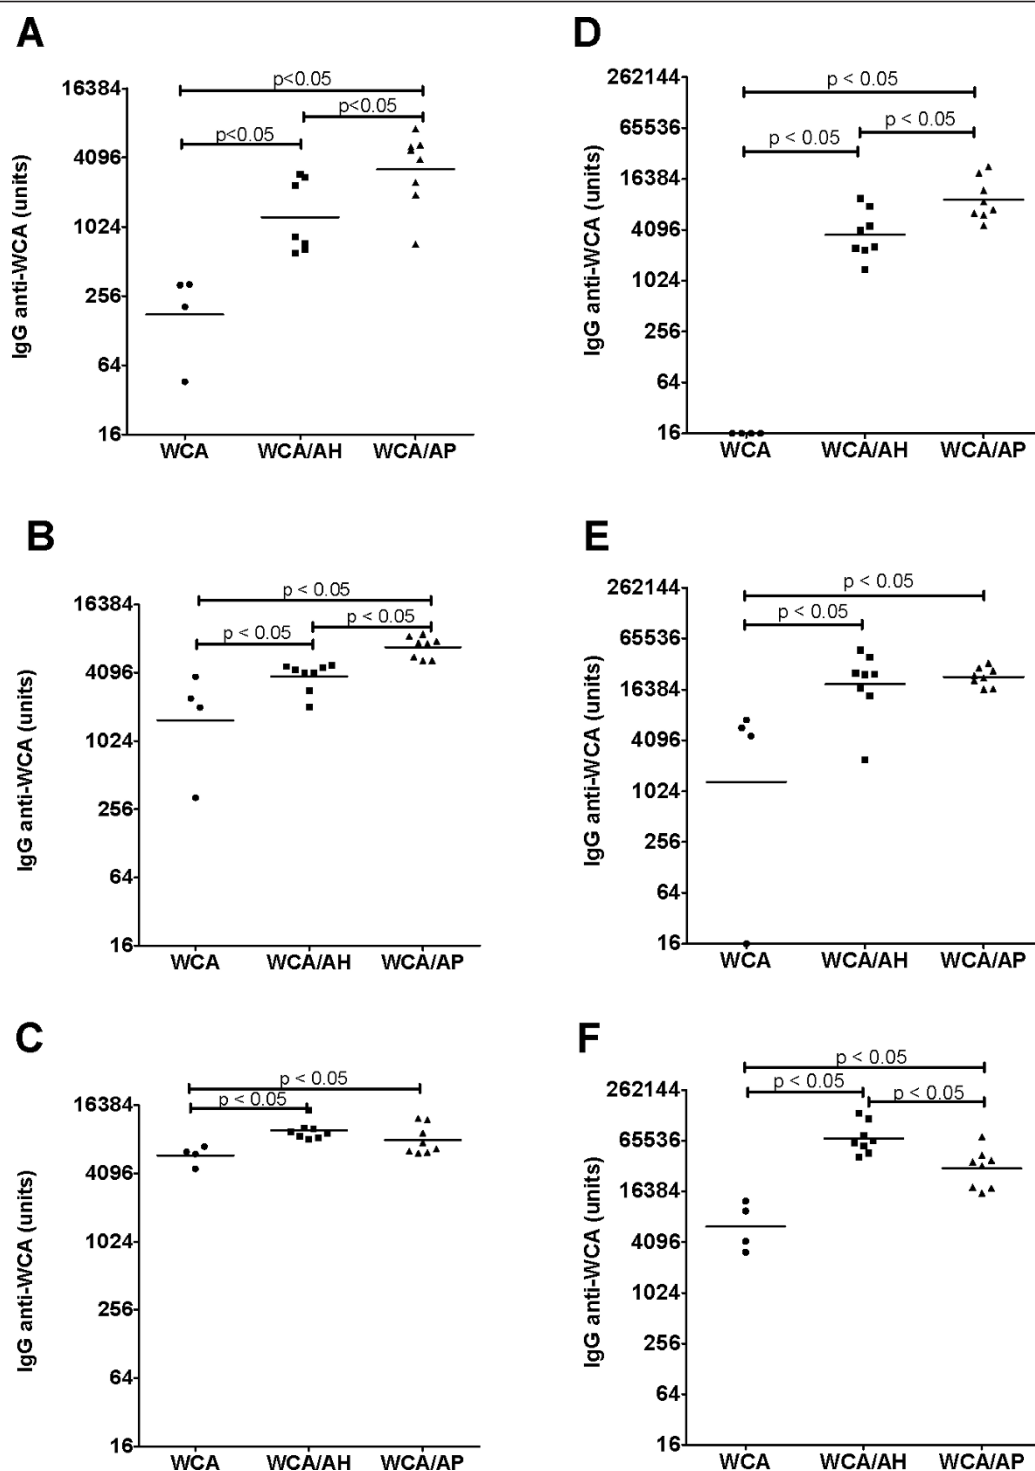 A
IgG anti-WCA (units)
16384
4096
1024
256
64
16
p<0.05
p<0.05
p<0.05
WCA WCA/AH WCA/AP
D
IgG anti-WCA (units)
262144
65536
16384
4096
1024
256
64
16
p < 0.05
p < 0.05
p < 0.05
WCA WCA/AH WCA/AP
B
IgG anti-WCA (units)
16384
4096
1024
256
64
16
p < 0.05
p < 0.05
p < 0.05
WCA WCA/AH WCA/AP
E
IgG anti-WCA (units)
262144
65536
16384
4096
1024
256
64
16
p < 0.05
p < 0.05
WCA WCA/AH WCA/AP
C
IgG anti-WCA (units)
16384
4096
1024
256
64
16
p < 0.05
p < 0.05
WCA WCA/AH WCA/AP
F
IgG anti-WCA (units)
262144
65536
16384
4096
1024
256
64
16
p < 0.05
p < 0.05
p < 0.05
WCA WCA/AH WCA/AP